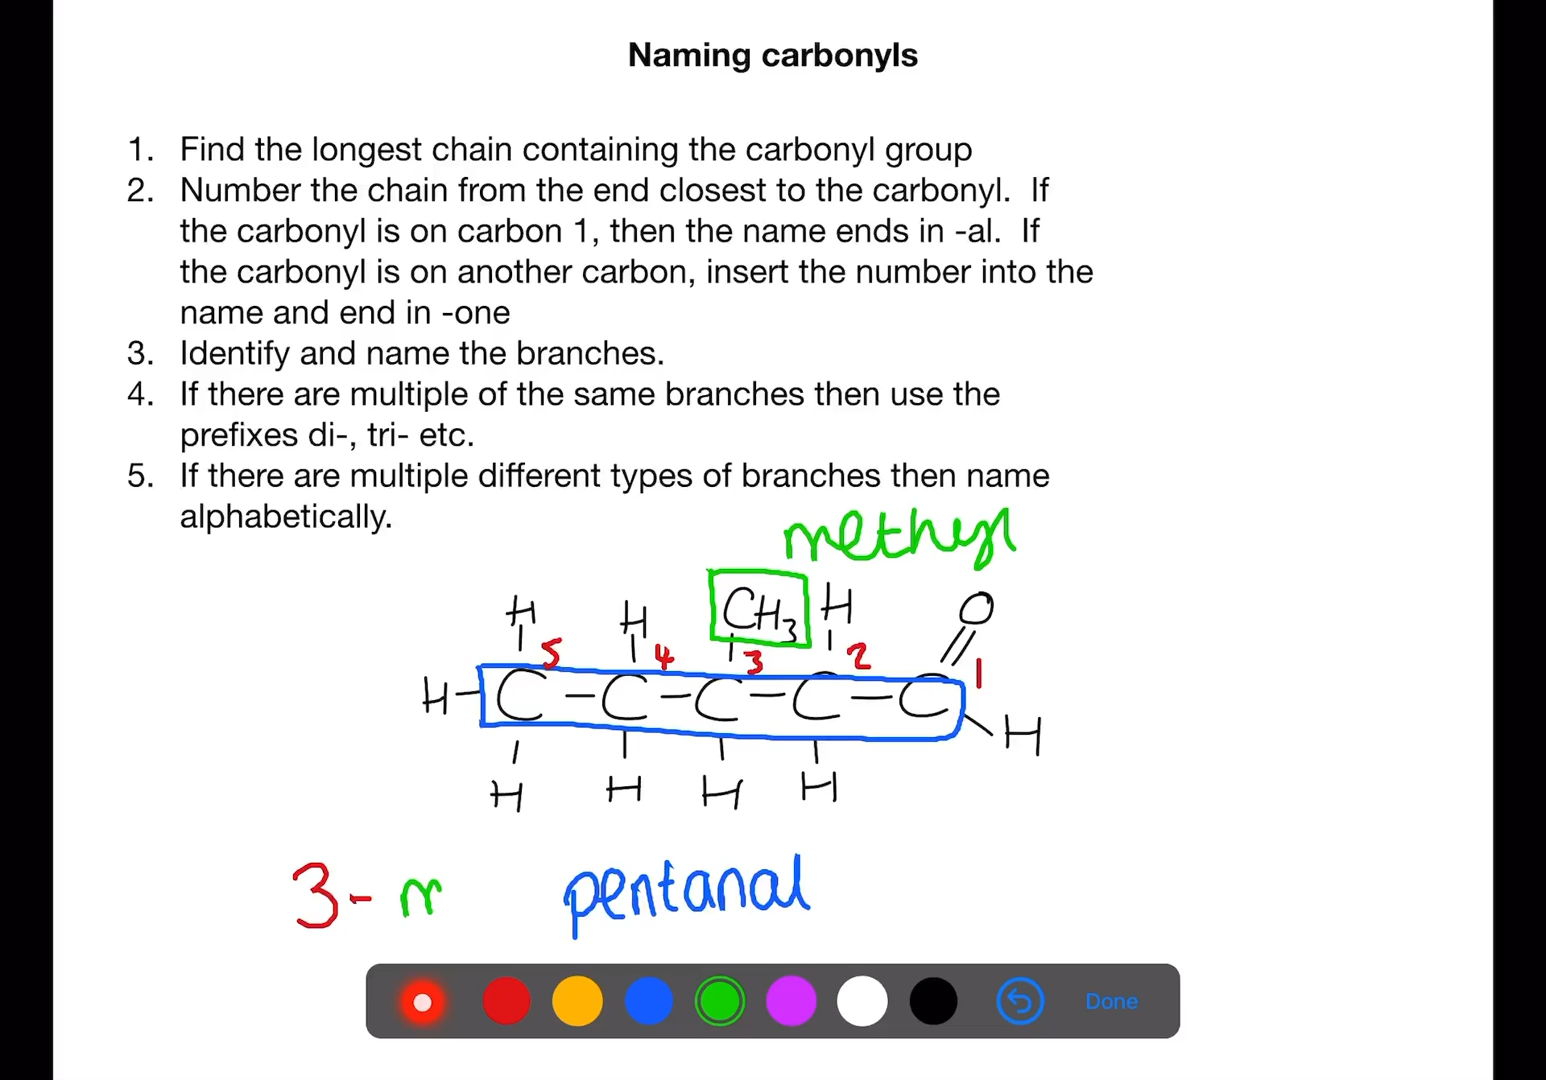 Naming carbonyls
1. Find the longest chain containing the carbonyl group
2. Number the chain from the end closest to the carbonyl. If
the carbonyl is on carbon 1, then the name ends in -al. If
the carbonyl is on another carbon, insert the number into the
name and end in -one
3. Identify and name the branches.
4. If there are multiple of the same branches then use the
prefixes di-, tri- etc.
5. If there are multiple different types of branches then name
alphabetically.
methyl
H H CH3 H O
5 4 3 2 1
H-C-C-C-C-C
H
H H H H
3- m pentanal
Done